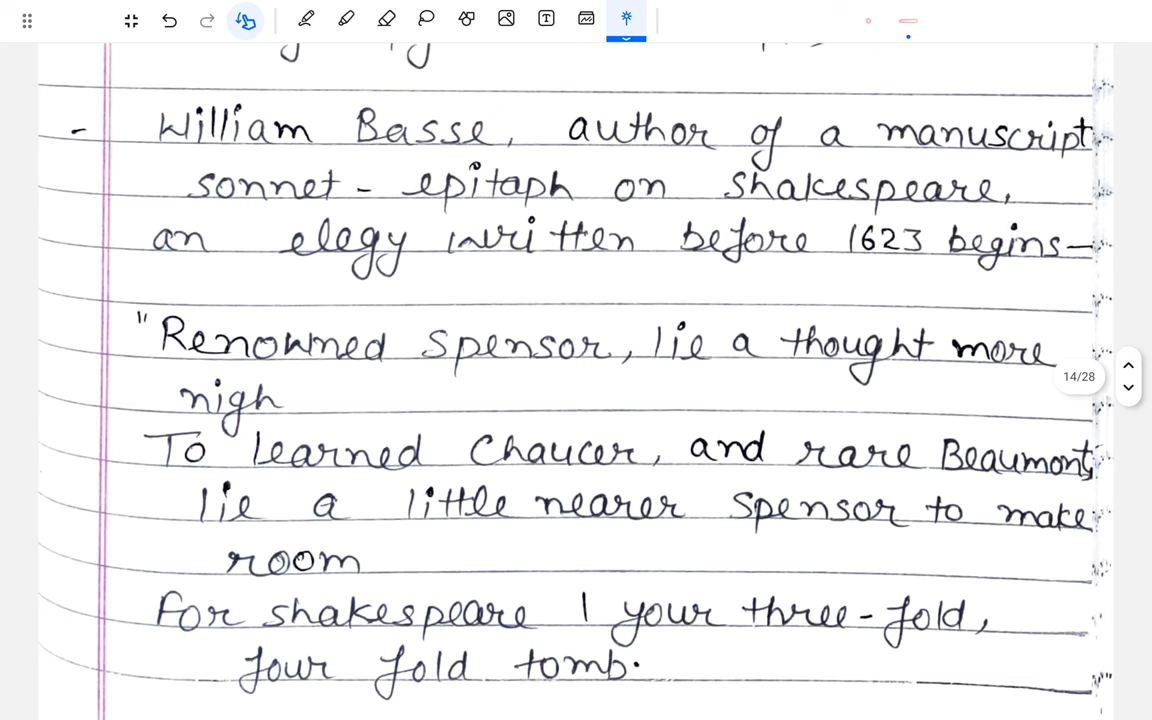 - William Basse, author of a manuscript
sonnet - epitaph on Shakespeare,
an elegy written before 1623 begins—
"Renowned Spensor, lie a thought more
nigh
To learned Chaucer, and rare Beaumont,
lie a little nearer Spensor to make
room
For Shakespeare | your three-fold,
four fold tomb."
14/28